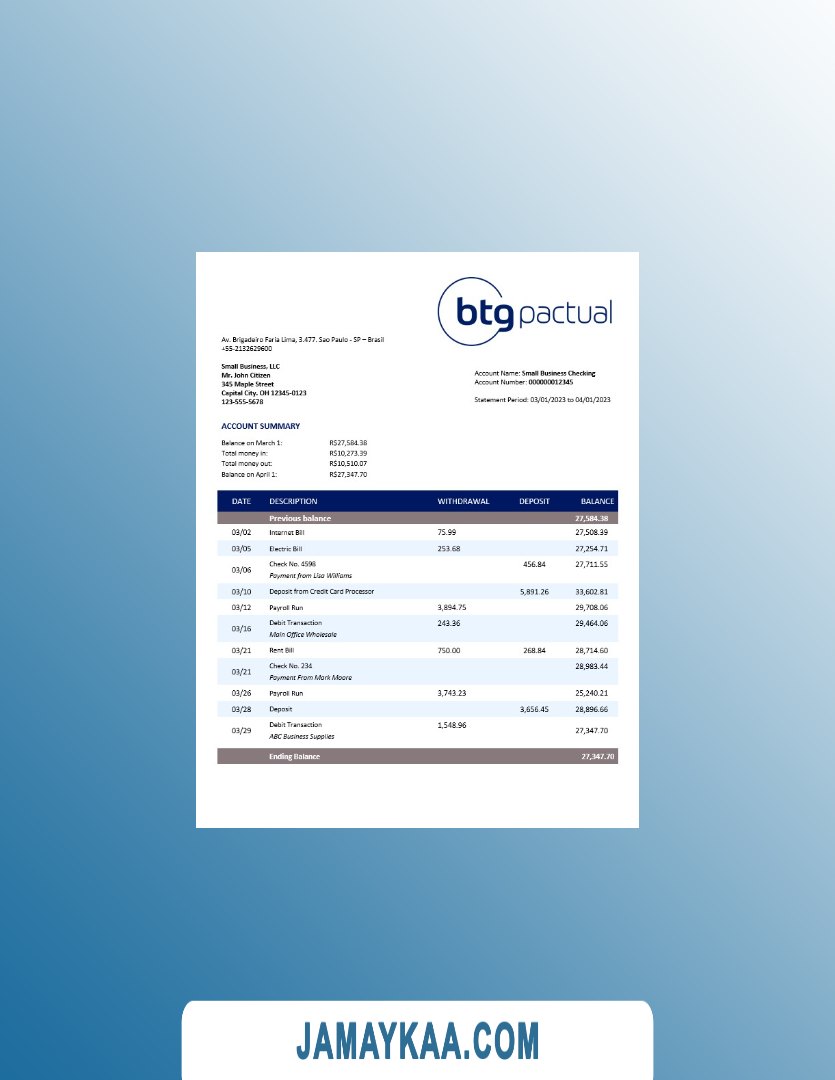 btg pactual
Av. Brigadeiro Faria Lima, 3.477. Sao Paulo - SP – Brasil
+55-2132629600
Small Business, LLC
Mr. John Citizen
345 Maple Street
Capital City. OH 12345-0123
123-555-5678
Account Name: Small Business Checking
Account Number: 000000012345
Statement Period: 03/01/2023 to 04/01/2023
ACCOUNT SUMMARY
Balance on March 1: R$27,584.38
Total money in: R$10,273.39
Total money out: R$10,510.07
Balance on April 1: R$27,347.70
DATE DESCRIPTION WITHDRAWAL DEPOSIT BALANCE
Previous balance 27,584.38
03/02 Internet Bill 75.99 27,508.39
03/05 Electric Bill 253.68 27,254.71
03/06 Check No. 4598 456.84 27,711.55
Payment from Lisa Williams
03/10 Deposit from Credit Card Processor 5,891.26 33,602.81
03/12 Payroll Run 3,894.75 29,708.06
03/16 Debit Transaction 243.36 29,464.06
Main Office Wholesale
03/21 Rent Bill 750.00 268.84 28,714.60
03/21 Check No. 234 28,983.44
Payment From Mark Moore
03/26 Payroll Run 3,743.23 25,240.21
03/28 Deposit 3,656.45 28,896.66
03/29 Debit Transaction 1,548.96 27,347.70
ABC Business Supplies
Ending Balance 27,347.70
JAMAYKAA.COM